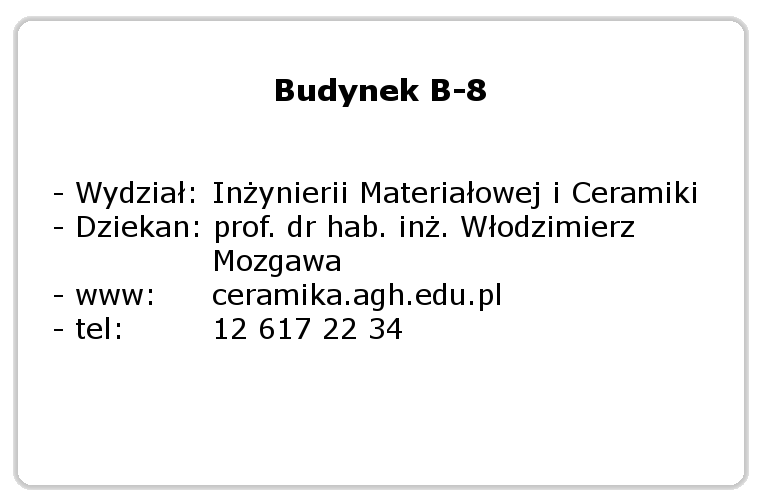 Budynek B-8
- Wydział: Inżynierii Materiałowej i Ceramiki
- Dziekan: prof. dr hab. inż. Włodzimierz
Mozgawa
- www: ceramika.agh.edu.pl
- tel: 12 617 22 34